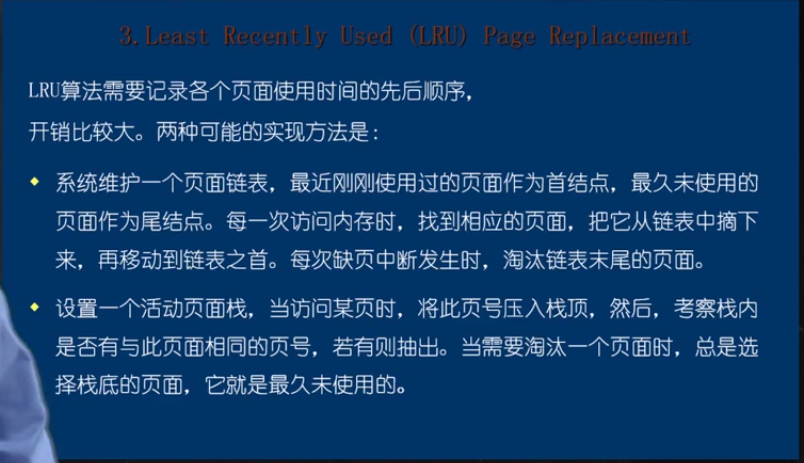 3.Least Recently Used (LRU) Page Replacement
LRU算法需要记录各个页面使用时间的先后顺序，
开销比较大。两种可能的实现方法是：
系统维护一个页面链表，最近刚刚使用过的页面作为首结点，最久未使用的
页面作为尾结点。每一次访问内存时，找到相应的页面，把它从链表中摘下
来，再移动到链表之首。每次缺页中断发生时，淘汰链表末尾的页面。
设置一个活动页面栈，当访问某页时，将此页号压入栈顶，然后，考察栈内
是否有与此页面相同的页号，若有则抽出。当需要淘汰一个页面时，总是选
择栈底的页面，它就是最久未使用的。